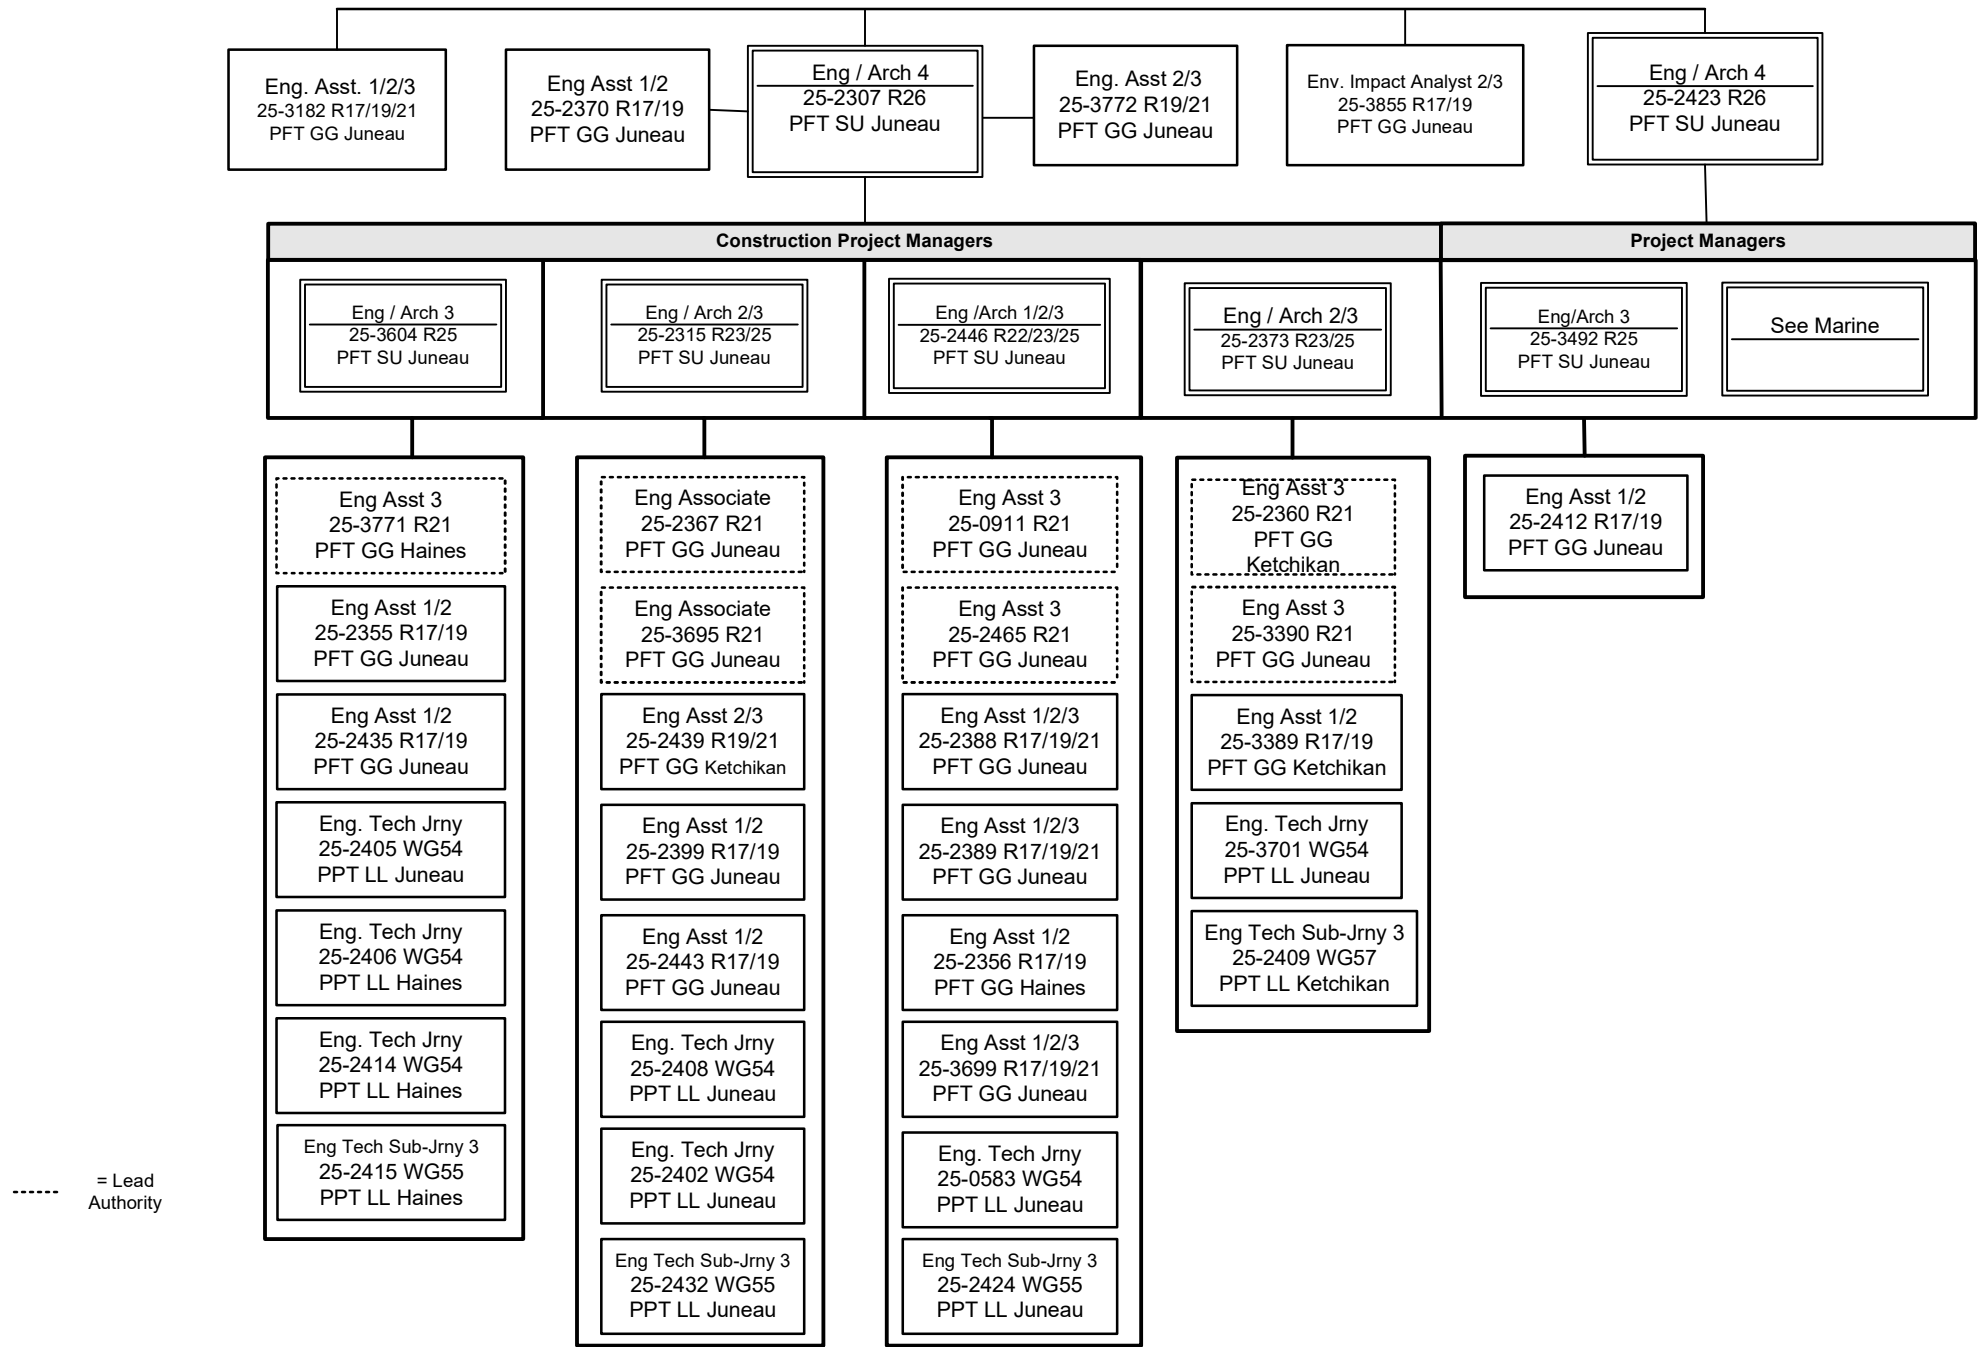 Eng. Asst. 1/2/3
25-3182 R17/19/21
PFT GG Juneau
Eng Asst 1/2
25-2370 R17/19
PFT GG Juneau
Eng / Arch 4
25-2307 R26
PFT SU Juneau
Eng. Asst 2/3
25-3772 R19/21
PFT GG Juneau
Env. Impact Analyst 2/3
25-3855 R17/19
PFT GG Juneau
Eng / Arch 4
25-2423 R26
PFT SU Juneau
Construction Project Managers
Project Managers
Eng / Arch 3
25-3604 R25
PFT SU Juneau
Eng / Arch 2/3
25-2315 R23/25
PFT SU Juneau
Eng /Arch 1/2/3
25-2446 R22/23/25
PFT SU Juneau
Eng / Arch 2/3
25-2373 R23/25
PFT SU Juneau
Eng/Arch 3
25-3492 R25
PFT SU Juneau
See Marine
Eng Asst 3
25-3771 R21
PFT GG Haines
Eng Asst 1/2
25-2355 R17/19
PFT GG Juneau
Eng Asst 1/2
25-2435 R17/19
PFT GG Juneau
Eng. Tech Jrny
25-2405 WG54
PPT LL Juneau
Eng. Tech Jrny
25-2406 WG54
PPT LL Haines
Eng. Tech Jrny
25-2414 WG54
PPT LL Haines
Eng Tech Sub-Jrny 3
25-2415 WG55
PPT LL Haines
Eng Associate
25-2367 R21
PFT GG Juneau
Eng Associate
25-3695 R21
PFT GG Juneau
Eng Asst 2/3
25-2439 R19/21
PFT GG Ketchikan
Eng Asst 1/2
25-2399 R17/19
PFT GG Juneau
Eng Asst 1/2
25-2443 R17/19
PFT GG Juneau
Eng. Tech Jrny
25-2408 WG54
PPT LL Juneau
Eng. Tech Jrny
25-2402 WG54
PPT LL Juneau
Eng Tech Sub-Jrny 3
25-2432 WG55
PPT LL Juneau
Eng Asst 3
25-0911 R21
PFT GG Juneau
Eng Asst 3
25-2465 R21
PFT GG Juneau
Eng Asst 1/2/3
25-2388 R17/19/21
PFT GG Juneau
Eng Asst 1/2/3
25-2389 R17/19/21
PFT GG Juneau
Eng Asst 1/2
25-2356 R17/19
PFT GG Haines
Eng Asst 1/2/3
25-3699 R17/19/21
PFT GG Juneau
Eng. Tech Jrny
25-0583 WG54
PPT LL Juneau
Eng Tech Sub-Jrny 3
25-2424 WG55
PPT LL Juneau
Eng Asst 3
25-2360 R21
PFT GG
Ketchikan
Eng Asst 3
25-3390 R21
PFT GG Juneau
Eng Asst 1/2
25-3389 R17/19
PFT GG Ketchikan
Eng. Tech Jrny
25-3701 WG54
PPT LL Juneau
Eng Tech Sub-Jrny 3
25-2409 WG57
PPT LL Ketchikan
Eng Asst 1/2
25-2412 R17/19
PFT GG Juneau
= Lead
Authority